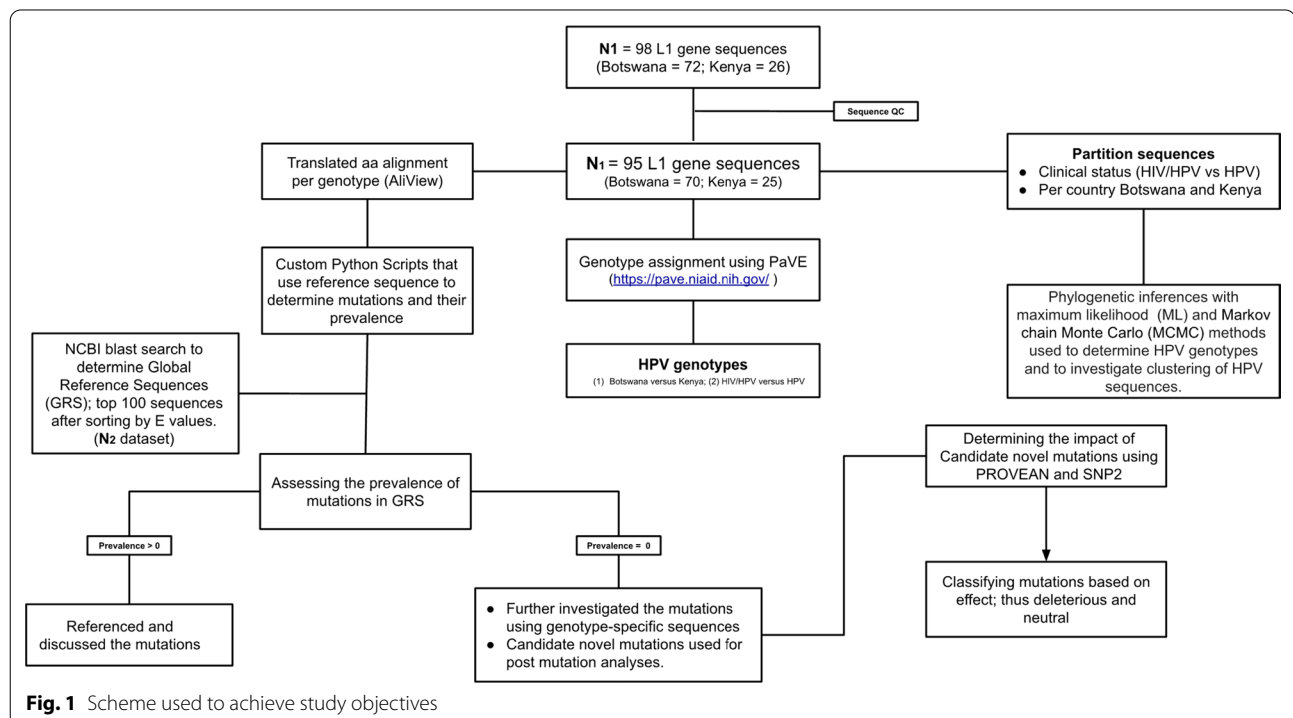 N1 = 98 L1 gene sequences
(Botswana = 72; Kenya = 26)
Sequence QC
Translated aa alignment
per genotype (AliView)
N1 = 95 L1 gene sequences
(Botswana = 70; Kenya = 25)
Partition sequences
● Clinical status (HIV/HPV vs HPV)
● Per country Botswana and Kenya
Custom Python Scripts that
use reference sequence to
determine mutations and their
prevalence
Genotype assignment using PaVE
(https://pave.niaid.nih.gov/ )
Phylogenetic inferences with
maximum likelihood (ML) and Markov
chain Monte Carlo (MCMC) methods
used to determine HPV genotypes
and to investigate clustering of HPV
sequences.
NCBI blast search to
determine Global
Reference Sequences
(GRS); top 100 sequences
after sorting by E values.
(N2 dataset)
HPV genotypes
(1) Botswana versus Kenya; (2) HIV/HPV versus HPV
Assessing the prevalence of
mutations in GRS
Determining the impact of
Candidate novel mutations using
PROVEAN and SNP2
Prevalence > 0
Prevalence = 0
Referenced and
discussed the mutations
● Further investigated the mutations
using genotype-specific sequences
● Candidate novel mutations used for
post mutation analyses.
Classifying mutations based on
effect; thus deleterious and
neutral
Fig. 1 Scheme used to achieve study objectives